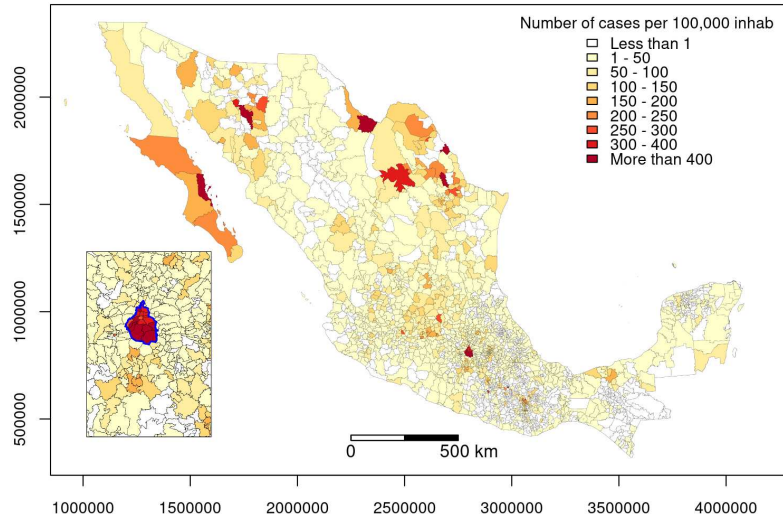 Number of cases per 100,000 inhab
Less than 1
1 - 50
50 - 100
100 - 150
150 - 200
200 - 250
250 - 300
300 - 400
More than 400
2000000
1500000
1000000
500000
0 500 km
1000000 1500000 2000000 2500000 3000000 3500000 4000000